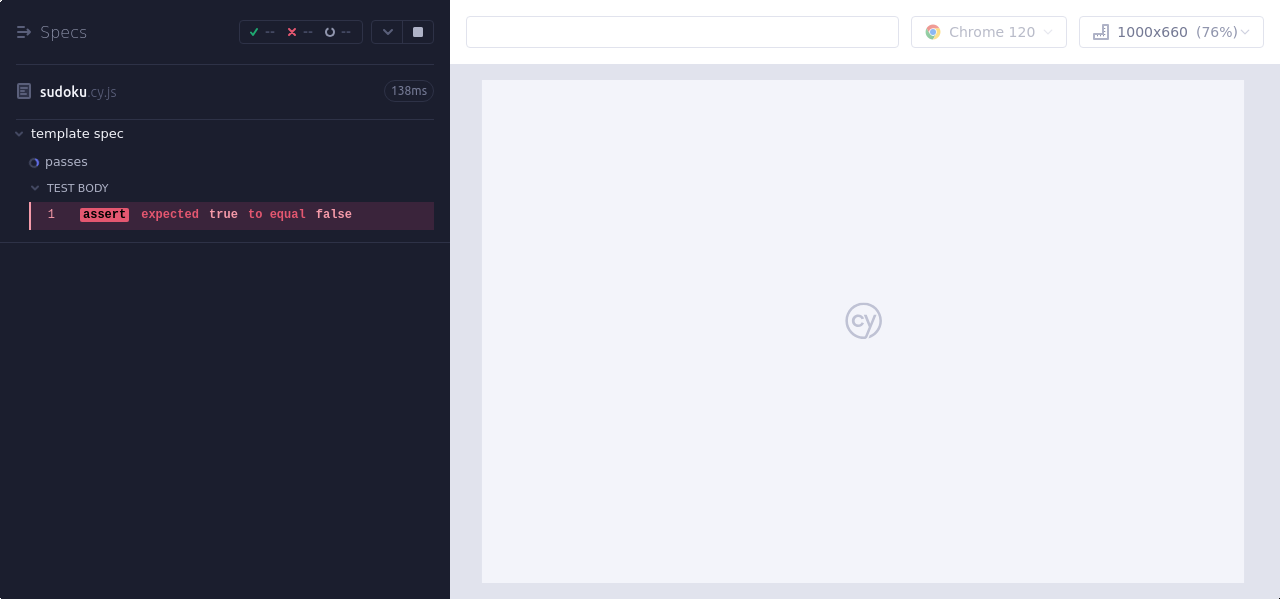 Specs -- -- --
Chrome 120
1000x660 (76%)
sudoku.cy.js 138ms
template spec
passes
TEST BODY
1 assert expected true to equal false
cy